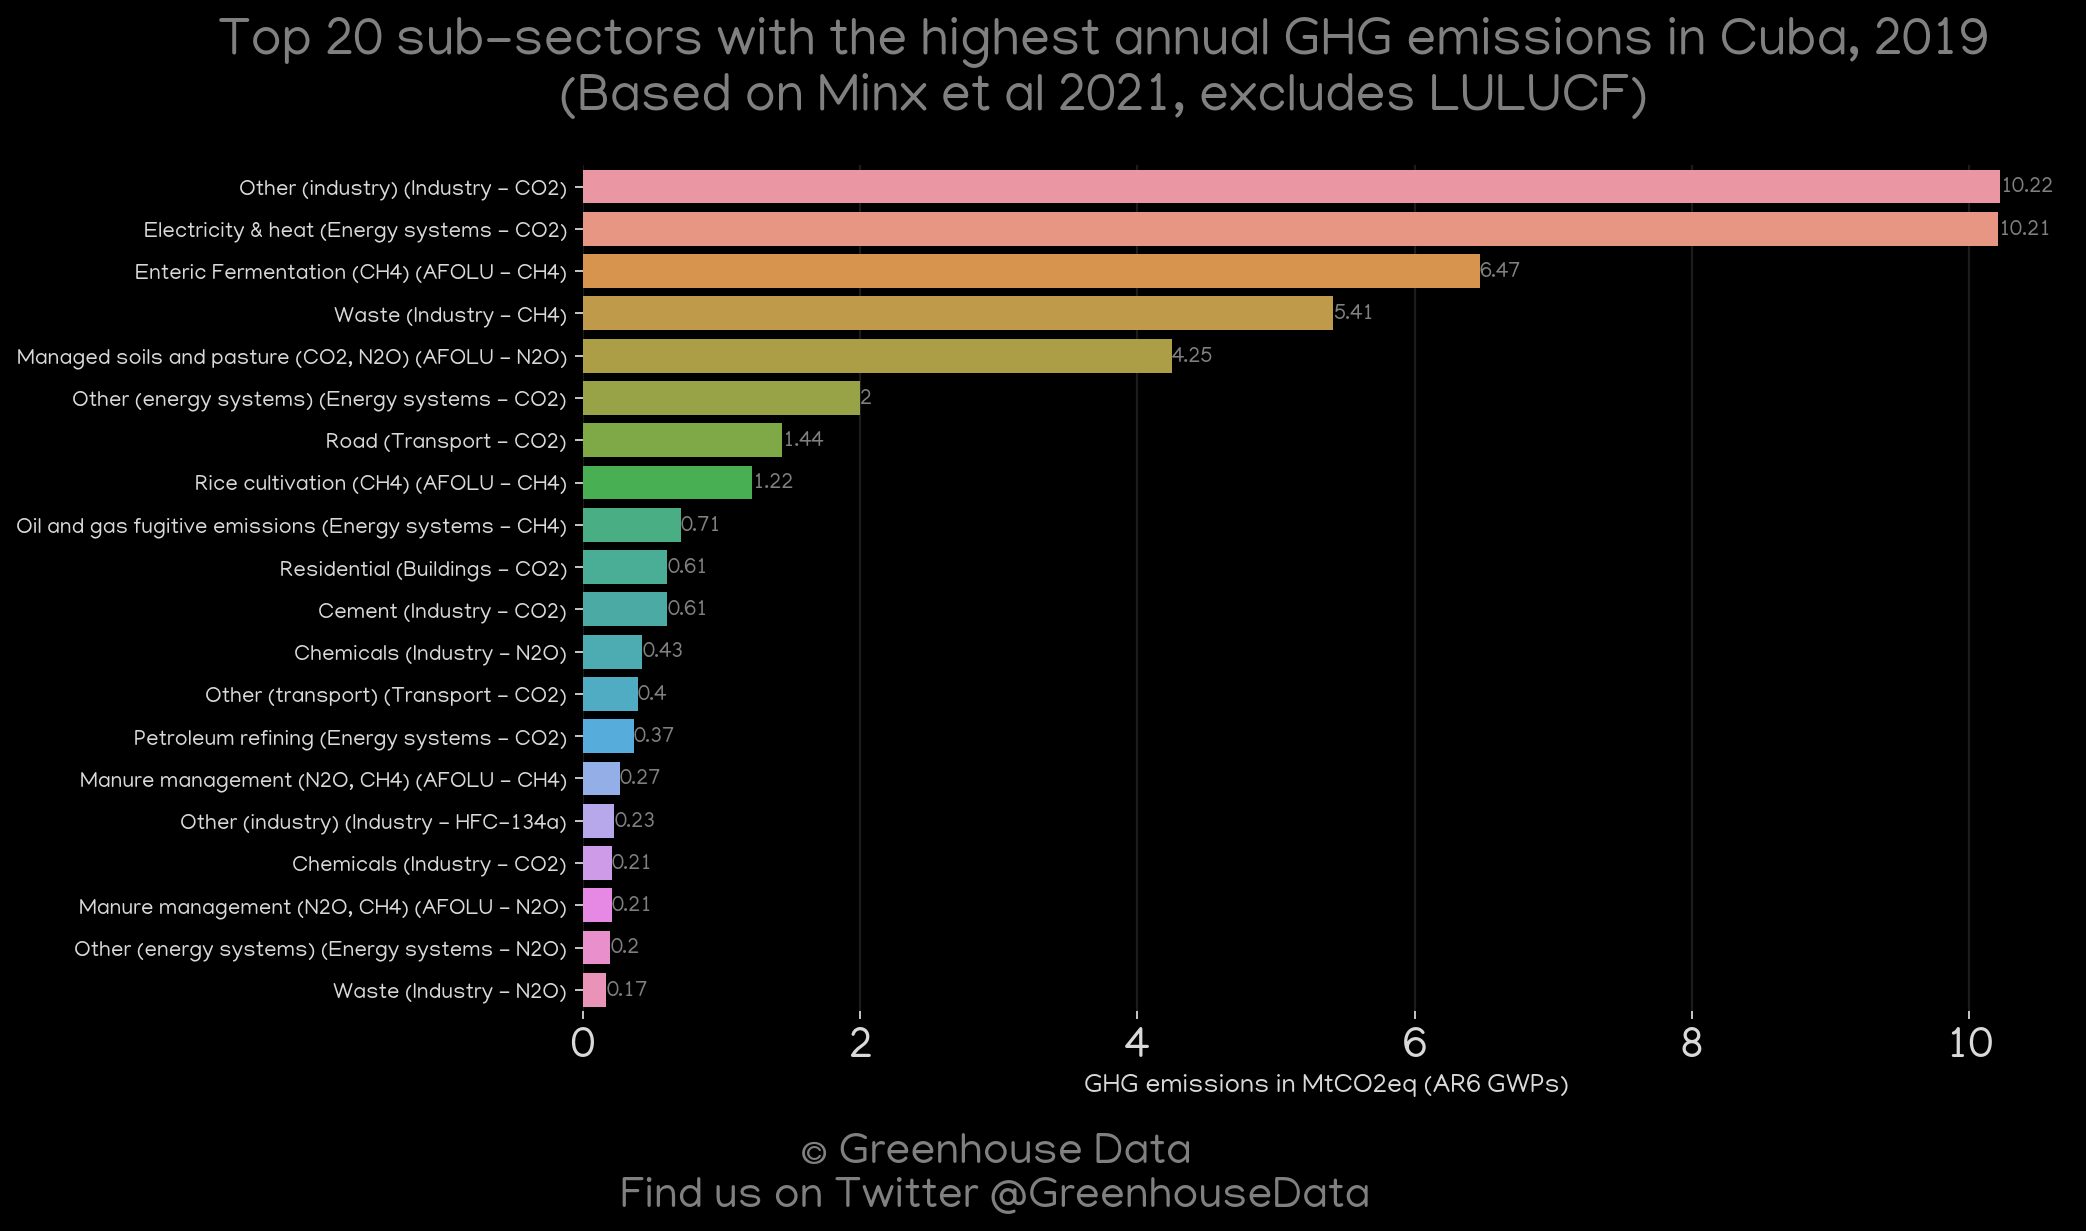 Top 20 sub-sectors with the highest annual GHG emissions in Cuba, 2019
(Based on Minx et al 2021, excludes LULUCF)
Other (industry) (Industry - CO2) 10.22
Electricity & heat (Energy systems - CO2) 10.21
Enteric Fermentation (CH4) (AFOLU - CH4) 6.47
Waste (Industry - CH4) 5.41
Managed soils and pasture (CO2, N2O) (AFOLU - N2O) 4.25
Other (energy systems) (Energy systems - CO2) 2
Road (Transport - CO2) 1.44
Rice cultivation (CH4) (AFOLU - CH4) 1.22
Oil and gas fugitive emissions (Energy systems - CH4) 0.71
Residential (Buildings - CO2) 0.61
Cement (Industry - CO2) 0.61
Chemicals (Industry - N2O) 0.43
Other (transport) (Transport - CO2) 0.4
Petroleum refining (Energy systems - CO2) 0.37
Manure management (N2O, CH4) (AFOLU - CH4) 0.27
Other (industry) (Industry - HFC-134a) 0.23
Chemicals (Industry - CO2) 0.21
Manure management (N2O, CH4) (AFOLU - N2O) 0.21
Other (energy systems) (Energy systems - N2O) 0.2
Waste (Industry - N2O) 0.17
0 2 4 6 8 10
GHG emissions in MtCO2eq (AR6 GWPs)
© Greenhouse Data
Find us on Twitter @GreenhouseData